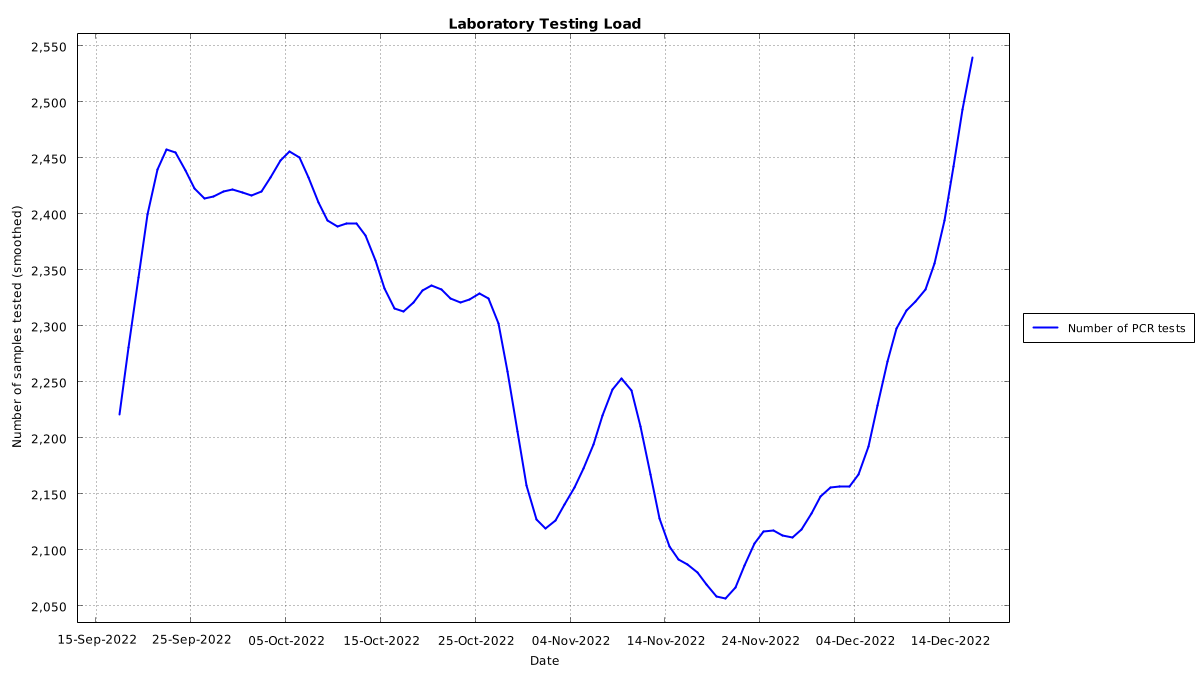 Laboratory Testing Load
2,550
2,500
2,450
2,400
2,350
2,300
2,250
2,200
2,150
2,100
2,050
Number of samples tested (smoothed)
15-Sep-2022 25-Sep-2022 05-Oct-2022 15-Oct-2022 25-Oct-2022 04-Nov-2022 14-Nov-2022 24-Nov-2022 04-Dec-2022 14-Dec-2022
Date
Number of PCR tests